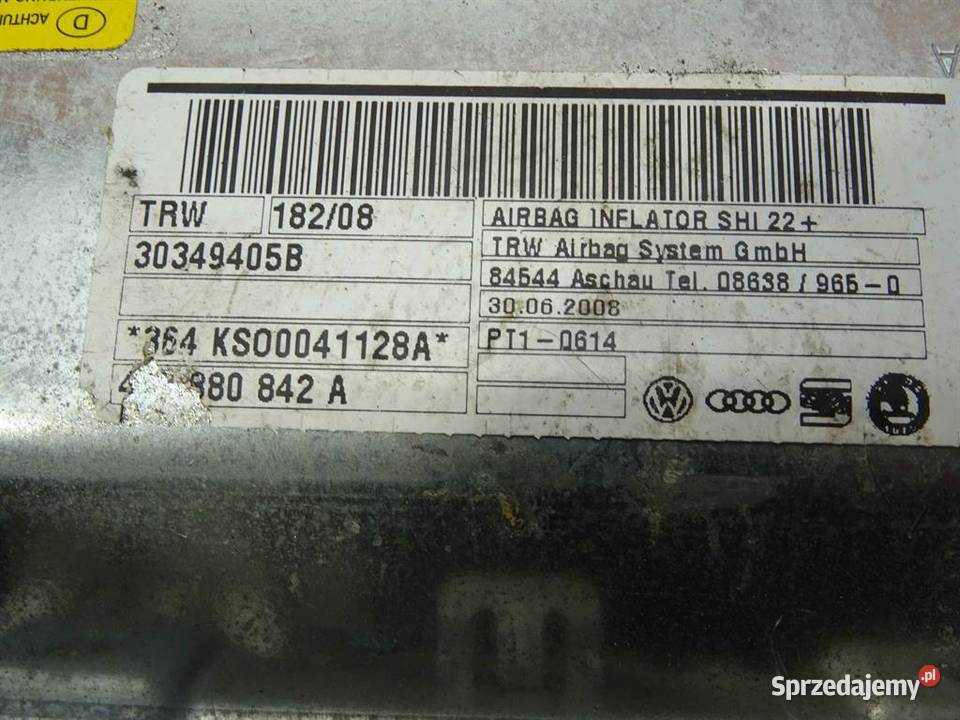 D ACHTU
TRW 182/08
30349405B
*364 KS00041128A*
880 842 A
AIRBAG INFLATOR SHI 22+
TRW Airbag System GmbH
84544 Aschau Tel. 08638 / 965-0
30.06.2008
PT1-0614
A
Sprzedajemy.pl